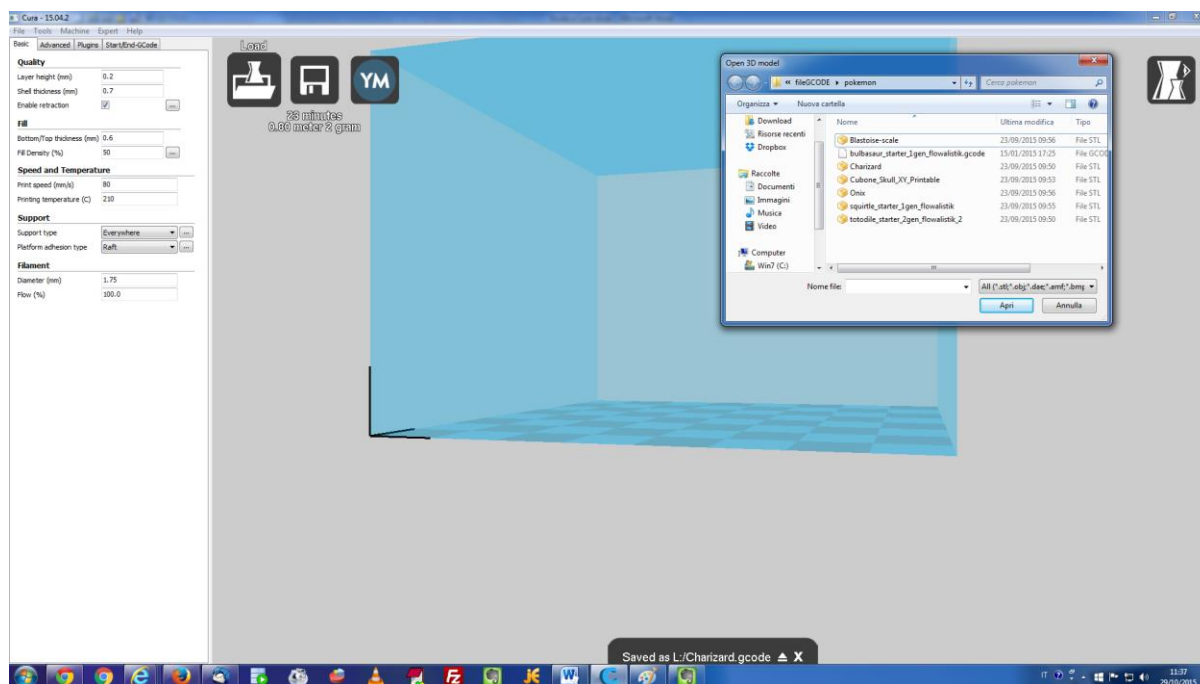 Cura - 15.04.2
File Tools Machine Expert Help
Basic Advanced Plugins Start/End-GCode
Quality
Layer height (mm) 0.2
Shell thickness (mm) 0.7
Enable retraction ...
Fill
Bottom/Top thickness (mm) 0.6
Fill Density (%) 50 ...
Speed and Temperature
Print speed (mm/s) 80
Printing temperature (C) 210
Support
Support type Everywhere ...
Platform adhesion type Raft ...
Filament
Diameter (mm) 1.75
Flow (%) 100.0
Load
YM
23 minutes
0.80 meter 2 gram
Open 3D model
« fileGCODE pokemon Cerca pokemon
Organizza Nuova cartella
Download
Risorse recenti
Dropbox
Raccolte
Documenti
Immagini
Musica
Video
Computer
Win7 (C:)
Nome Ultima modifica Tipo
Blastoise-scale 23/09/2015 09:56 File STL
bulbasaur_starter_1gen_flowalistik.gcode 15/01/2015 17:25 File GCOD
Charizard 23/09/2015 09:50 File STL
Cubone_Skull_XY_Printable 23/09/2015 09:53 File STL
Onix 23/09/2015 09:56 File STL
squirtle_starter_1gen_flowalistik 23/09/2015 09:55 File STL
totodile_starter_2gen_flowalistik_2 23/09/2015 09:50 File STL
Nome file: All (*.stl;*.obj;*.dae;*.amf;*.bmp
Apri Annulla
Saved as L:/Charizard.gcode X
IT 11:37
29/10/2015